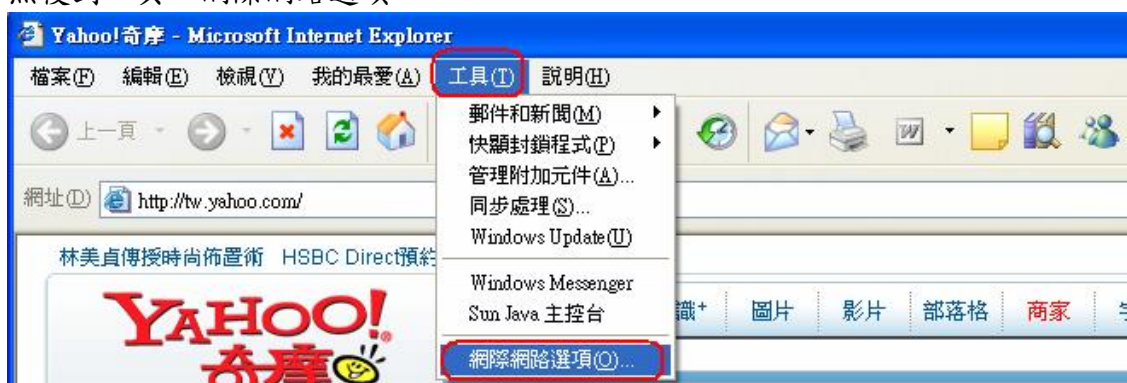 Yahoo!奇摩 - Microsoft Internet Explorer
檔案(F) 編輯(E) 檢視(V) 我的最愛(A) 工具(T) 說明(H)
上一頁
郵件和新聞(M)
快顯封鎖程式(P)
管理附加元件(A)...
同步處理(S)...
Windows Update(U)
Windows Messenger
Sun Java 主控台
網際網路選項(O)...
網址(D) http://tw.yahoo.com/
林美貞傳授時尚佈置術 HSBC Direct預約
YAHOO!
奇摩
識+ 圖片 影片 部落格 商家